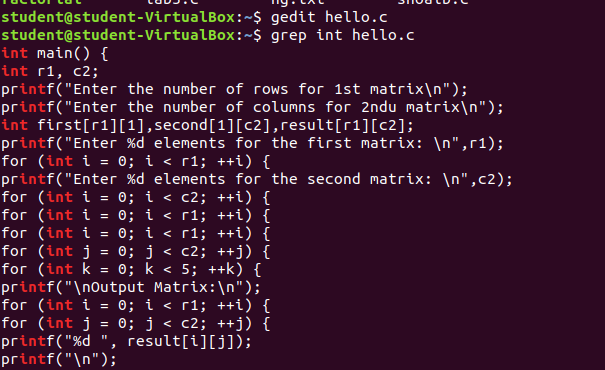 student@student-VirtualBox:~$ gedit hello.c
student@student-VirtualBox:~$ grep int hello.c
int main() {
int r1, c2;
printf("Enter the number of rows for 1st matrix\n");
printf("Enter the number of columns for 2ndu matrix\n");
int first[r1][1],second[1][c2],result[r1][c2];
printf("Enter %d elements for the first matrix: \n",r1);
for (int i = 0; i < r1; ++i) {
printf("Enter %d elements for the second matrix: \n",c2);
for (int i = 0; i < c2; ++i) {
for (int i = 0; i < r1; ++i) {
for (int i = 0; i < r1; ++i) {
for (int j = 0; j < c2; ++j) {
for (int k = 0; k < 5; ++k) {
printf("\nOutput Matrix:\n");
for (int i = 0; i < r1; ++i) {
for (int j = 0; j < c2; ++j) {
printf("%d ", result[i][j]);
printf("\n");